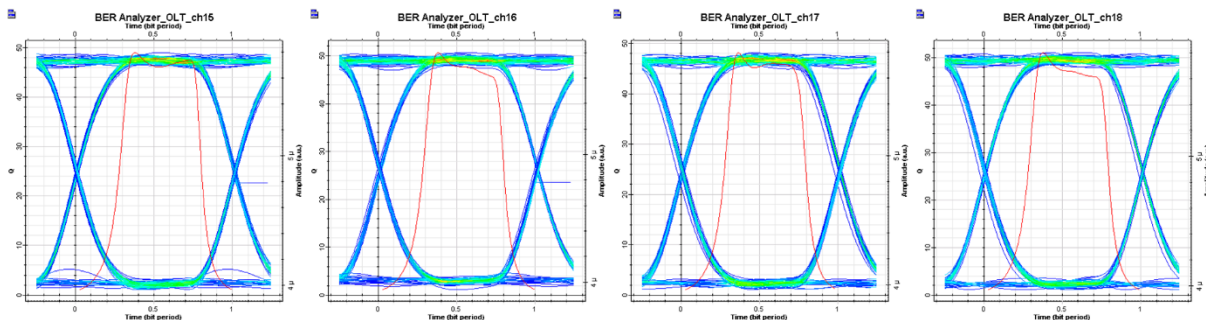 BER Analyzer_OLT_ch15
Time (bit period)
0 0.5 1
50
40
30
20
10
0
Q
Amplitude (a.u.)
5 µ
4 µ
0 0.5 1
Time (bit period)
BER Analyzer_OLT_ch16
Time (bit period)
0 0.5 1
50
40
30
20
10
0
Q
Amplitude (a.u.)
5 µ
4 µ
0 0.5 1
Time (bit period)
BER Analyzer_OLT_ch17
Time (bit period)
0 0.5 1
50
40
30
20
10
0
Q
Amplitude (a.u.)
5 µ
4 µ
0 0.5 1
Time (bit period)
BER Analyzer_OLT_ch18
Time (bit period)
0 0.5 1
50
40
30
20
10
0
Q
5 µ
4 µ
0 0.5 1
Time (bit period)